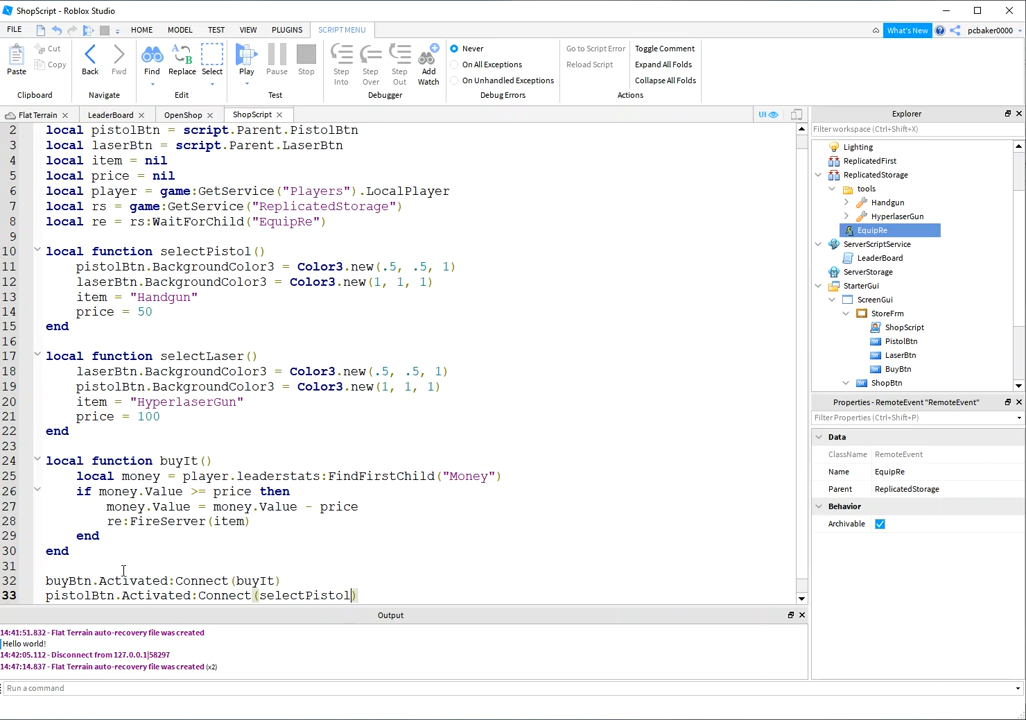 ShopScript - Roblox Studio
FILE HOME MODEL TEST VIEW PLUGINS SCRIPT MENU What's New pcbaker0000
Paste Cut Copy Back Fwd Find Replace Select Play Pause Stop Step Into Step Over Step Out Add Watch
Never
On All Exceptions
On Unhandled Exceptions
Go to Script Error
Reload Script
Toggle Comment
Expand All Folds
Collapse All Folds
Clipboard Navigate Edit Test Debugger Debug Errors Actions
Flat Terrain LeaderBoard OpenShop ShopScript UI
2 local pistolBtn = script.Parent.PistolBtn
3 local laserBtn = script.Parent.LaserBtn
4 local item = nil
5 local price = nil
6 local player = game:GetService("Players").LocalPlayer
7 local rs = game:GetService("ReplicatedStorage")
8 local re = rs:WaitForChild("EquipRe")
9
10 local function selectPistol()
11 pistolBtn.BackgroundColor3 = Color3.new(.5, .5, 1)
12 laserBtn.BackgroundColor3 = Color3.new(1, 1, 1)
13 item = "Handgun"
14 price = 50
15 end
16
17 local function selectLaser()
18 laserBtn.BackgroundColor3 = Color3.new(.5, .5, 1)
19 pistolBtn.BackgroundColor3 = Color3.new(1, 1, 1)
20 item = "HyperlaserGun"
21 price = 100
22 end
23
24 local function buyIt()
25 local money = player.leaderstats:FindFirstChild("Money")
26 if money.Value >= price then
27 money.Value = money.Value - price
28 re:FireServer(item)
29 end
30 end
31
32 buyBtn.Activated:Connect(buyIt)
33 pistolBtn.Activated:Connect(selectPistol)
Output
14:41:51.832 - Flat Terrain auto-recovery file was created
Hello world!
14:42:05.112 - Disconnect from 127.0.0.1|58297
14:47:14.837 - Flat Terrain auto-recovery file was created (x2)
Run a command
Explorer
Filter workspace (Ctrl+Shift+X)
Lighting
ReplicatedFirst
ReplicatedStorage
tools
Handgun
HyperlaserGun
EquipRe
ServerScriptService
LeaderBoard
ServerStorage
StarterGui
ScreenGui
StoreFrm
ShopScript
PistolBtn
LaserBtn
BuyBtn
ShopBtn
Properties - RemoteEvent "RemoteEvent"
Filter Properties (Ctrl+Shift+P)
Data
ClassName RemoteEvent
Name EquipRe
Parent ReplicatedStorage
Behavior
Archivable